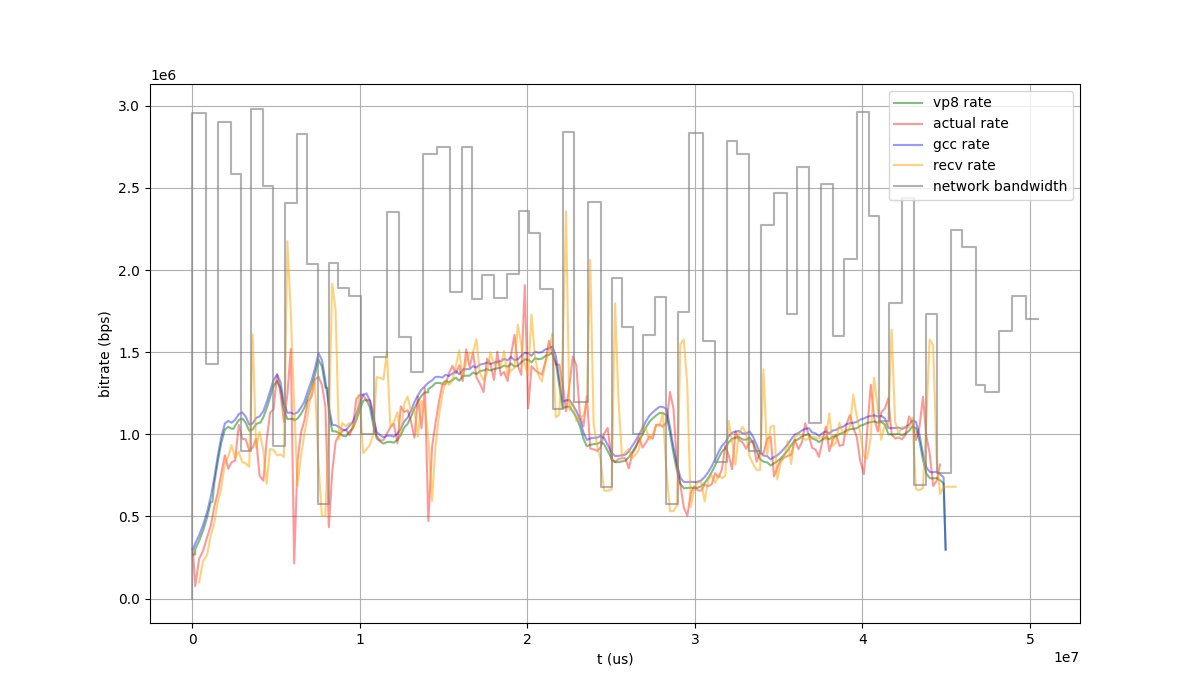 1e6
3.0
2.5
2.0
1.5
1.0
0.5
0.0
bitrate (bps)
vp8 rate
actual rate
gcc rate
recv rate
network bandwidth
0 1 2 3 4 5
t (us)
1e7